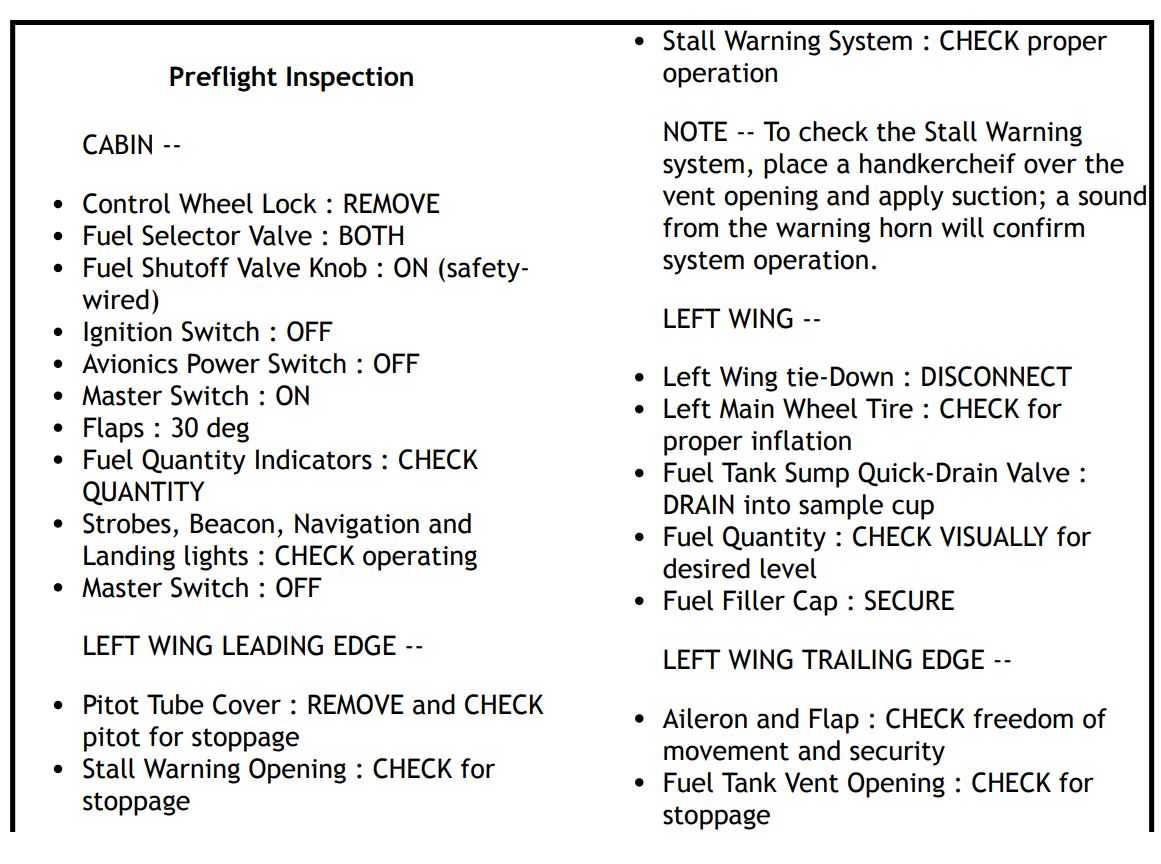 Preflight Inspection
CABIN --
• Control Wheel Lock : REMOVE
• Fuel Selector Valve : BOTH
• Fuel Shutoff Valve Knob : ON (safety-
wired)
• Ignition Switch : OFF
• Avionics Power Switch : OFF
• Master Switch : ON
• Flaps : 30 deg
• Fuel Quantity Indicators : CHECK
QUANTITY
• Strobes, Beacon, Navigation and
Landing lights : CHECK operating
• Master Switch : OFF
LEFT WING LEADING EDGE --
• Pitot Tube Cover : REMOVE and CHECK
pitot for stoppage
• Stall Warning Opening : CHECK for
stoppage
• Stall Warning System : CHECK proper
operation
NOTE -- To check the Stall Warning
system, place a handkercheif over the
vent opening and apply suction; a sound
from the warning horn will confirm
system operation.
LEFT WING --
• Left Wing tie-Down : DISCONNECT
• Left Main Wheel Tire : CHECK for
proper inflation
• Fuel Tank Sump Quick-Drain Valve :
DRAIN into sample cup
• Fuel Quantity : CHECK VISUALLY for
desired level
• Fuel Filler Cap : SECURE
LEFT WING TRAILING EDGE --
• Aileron and Flap : CHECK freedom of
movement and security
• Fuel Tank Vent Opening : CHECK for
stoppage